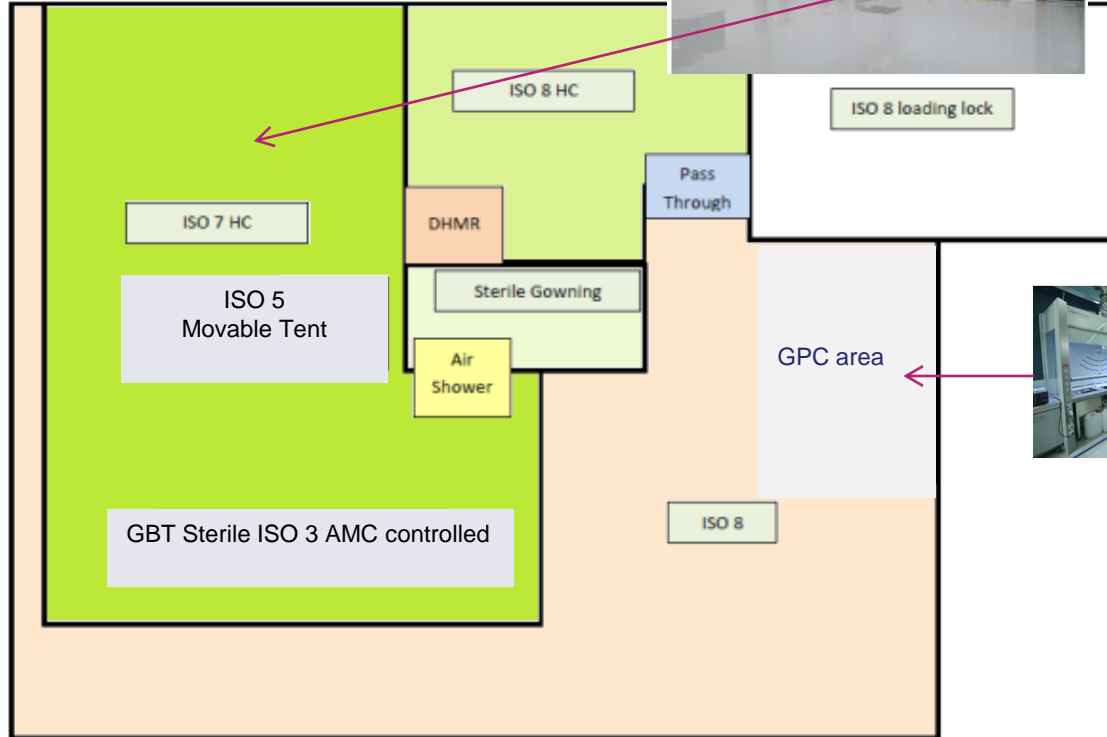 ISO 8 HC
ISO 8 loading lock
Pass
Through
ISO 7 HC
DHMR
ISO 5
Movable Tent
Sterile Gowning
Air
Shower
GPC area
GBT Sterile ISO 3 AMC controlled
ISO 8